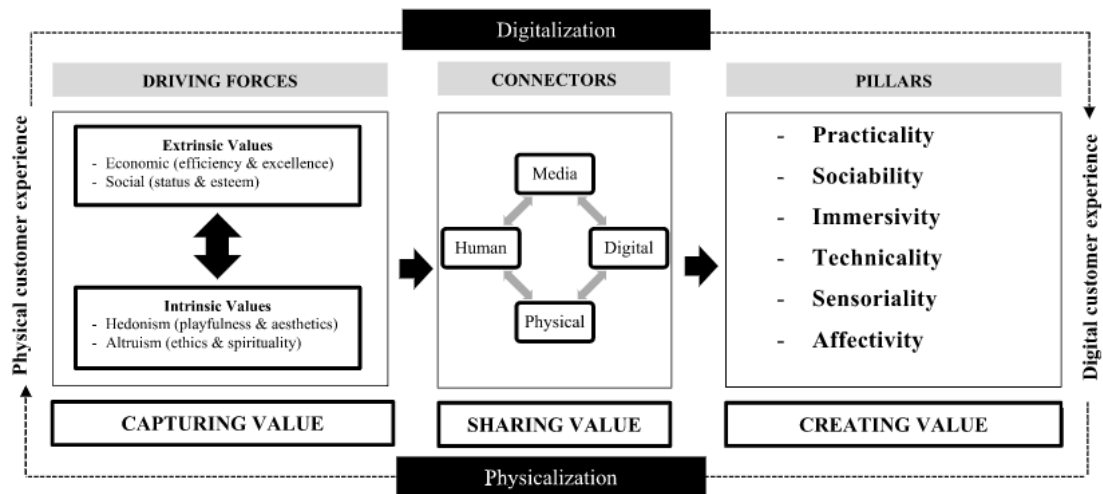 Digitalization
DRIVING FORCES
CONNECTORS
PILLARS
Physical customer experience
Extrinsic Values
- Economic (efficiency & excellence)
- Social (status & esteem)
Intrinsic Values
- Hedonism (playfulness & aesthetics)
- Altruism (ethics & spirituality)
Media
Human
Digital
Physical
- Practicality
- Sociability
- Immersivity
- Technicality
- Sensoriality
- Affectivity
Digital customer experience
CAPTURING VALUE
SHARING VALUE
CREATING VALUE
Physicalization